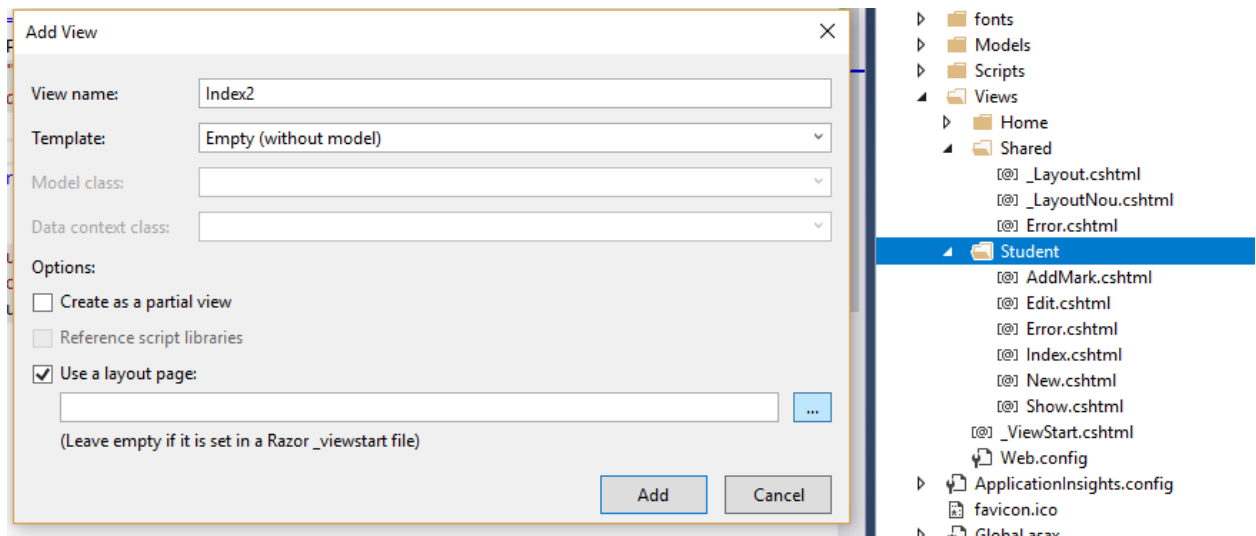 Add View
View name:
Index2
Template:
Empty (without model)
Model class:
Data context class:
Options:
Create as a partial view
Reference script libraries
Use a layout page:
...
(Leave empty if it is set in a Razor _viewstart file)
Add
Cancel
fonts
Models
Scripts
Views
Home
Shared
[@] _Layout.cshtml
[@] _LayoutNou.cshtml
[@] Error.cshtml
Student
[@] AddMark.cshtml
[@] Edit.cshtml
[@] Error.cshtml
[@] Index.cshtml
[@] New.cshtml
[@] Show.cshtml
[@] _ViewStart.cshtml
Web.config
ApplicationInsights.config
favicon.ico
Global.asax